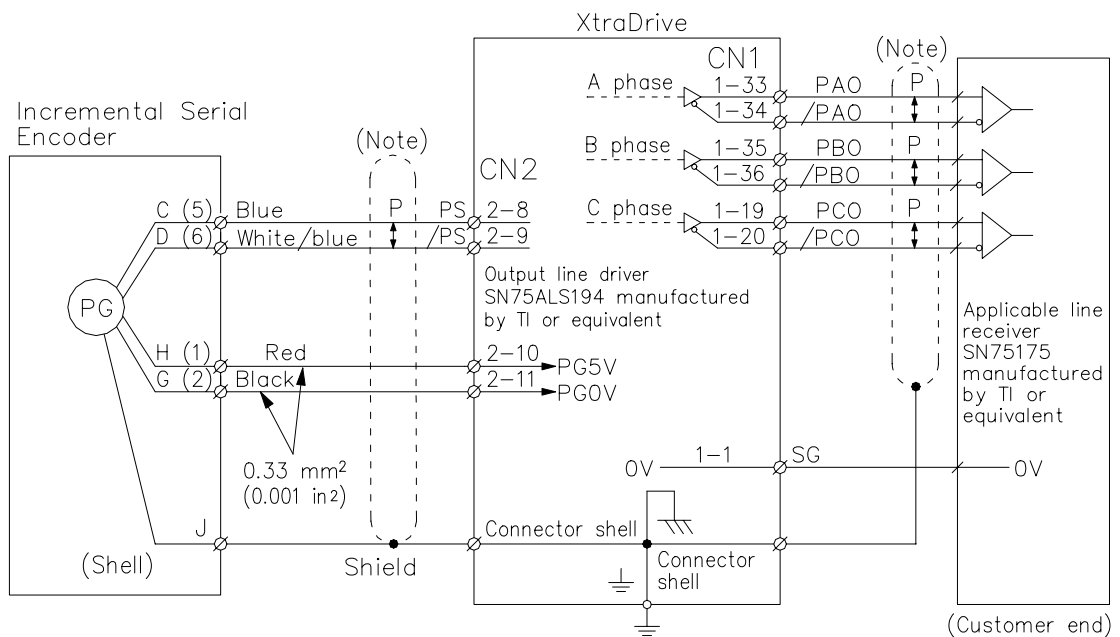 XtraDrive
Incremental Serial
Encoder
(Note)
CN2
CN1
(Note)
A phase
1-33
PAO
P
1-34
/PAO
B phase
1-35
PBO
P
1-36
/PBO
C phase
1-19
PCO
P
1-20
/PCO
C (5)
Blue
P
PS
2-8
D (6)
White/blue
/PS
2-9
PG
Output line driver
SN75ALS194 manufactured
by TI or equivalent
Applicable line
receiver
SN75175
manufactured
by TI or
equivalent
H (1)
Red
2-10
PG5V
G (2)
Black
2-11
PG0V
0.33 mm²
(0.001 in²)
0V
1-1
SG
0V
J
(Shell)
Shield
Connector shell
Connector
shell
(Customer end)